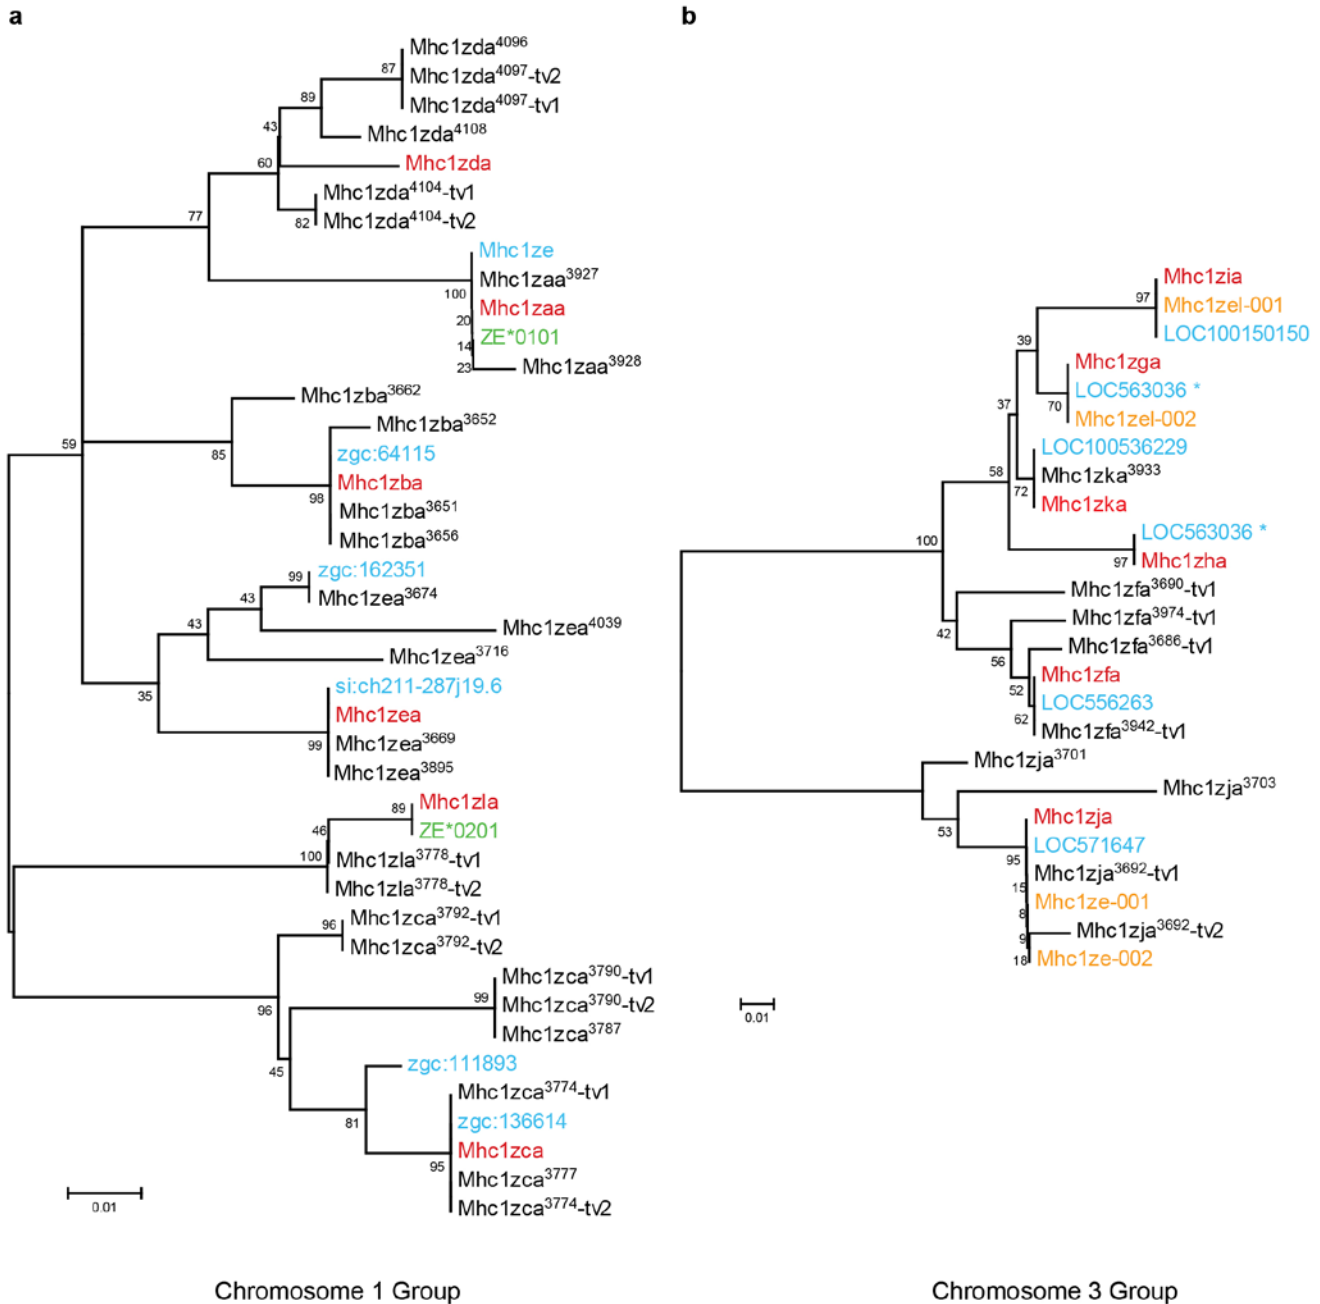 a
Mhc1zda4096
87
Mhc1zda4097-tv2
Mhc1zda4097-tv1
89
Mhc1zda4108
43
Mhc1zda
60
Mhc1zda4104-tv1
82
Mhc1zda4104-tv2
77
Mhc1ze
Mhc1zaa3927
100
Mhc1zaa
20
ZE*0101
14
23
Mhc1zaa3928
Mhc1zba3662
Mhc1zba3652
59
85
zgc:64115
Mhc1zba
98
Mhc1zba3651
Mhc1zba3656
zgc:162351
99
Mhc1zea3674
43
Mhc1zea4039
43
Mhc1zea3716
35
si:ch211-287j19.6
Mhc1zea
99
Mhc1zea3669
Mhc1zea3895
Mhc1zla
89
ZE*0201
46
100
Mhc1zla3778-tv1
Mhc1zla3778-tv2
Mhc1zca3792-tv1
96
Mhc1zca3792-tv2
Mhc1zca3790-tv1
99
Mhc1zca3790-tv2
96
Mhc1zca3787
zgc:111893
45
Mhc1zca3774-tv1
81
zgc:136614
Mhc1zca
95
Mhc1zca3777
Mhc1zca3774-tv2
0.01
Chromosome 1 Group
b
Mhc1zia
97
Mhc1zel-001
LOC100150150
39
Mhc1zga
LOC563036 *
70
Mhc1zel-002
37
LOC100536229
58
Mhc1zka3933
72
Mhc1zka
LOC563036 *
100
97
Mhc1zha
Mhc1zfa3690-tv1
Mhc1zfa3974-tv1
42
Mhc1zfa3686-tv1
56
Mhc1zfa
52
LOC556263
62
Mhc1zfa3942-tv1
Mhc1zja3701
Mhc1zja3703
53
Mhc1zja
LOC571647
95
Mhc1zja3692-tv1
15
Mhc1ze-001
8
Mhc1zja3692-tv2
9
18
Mhc1ze-002
0.01
Chromosome 3 Group